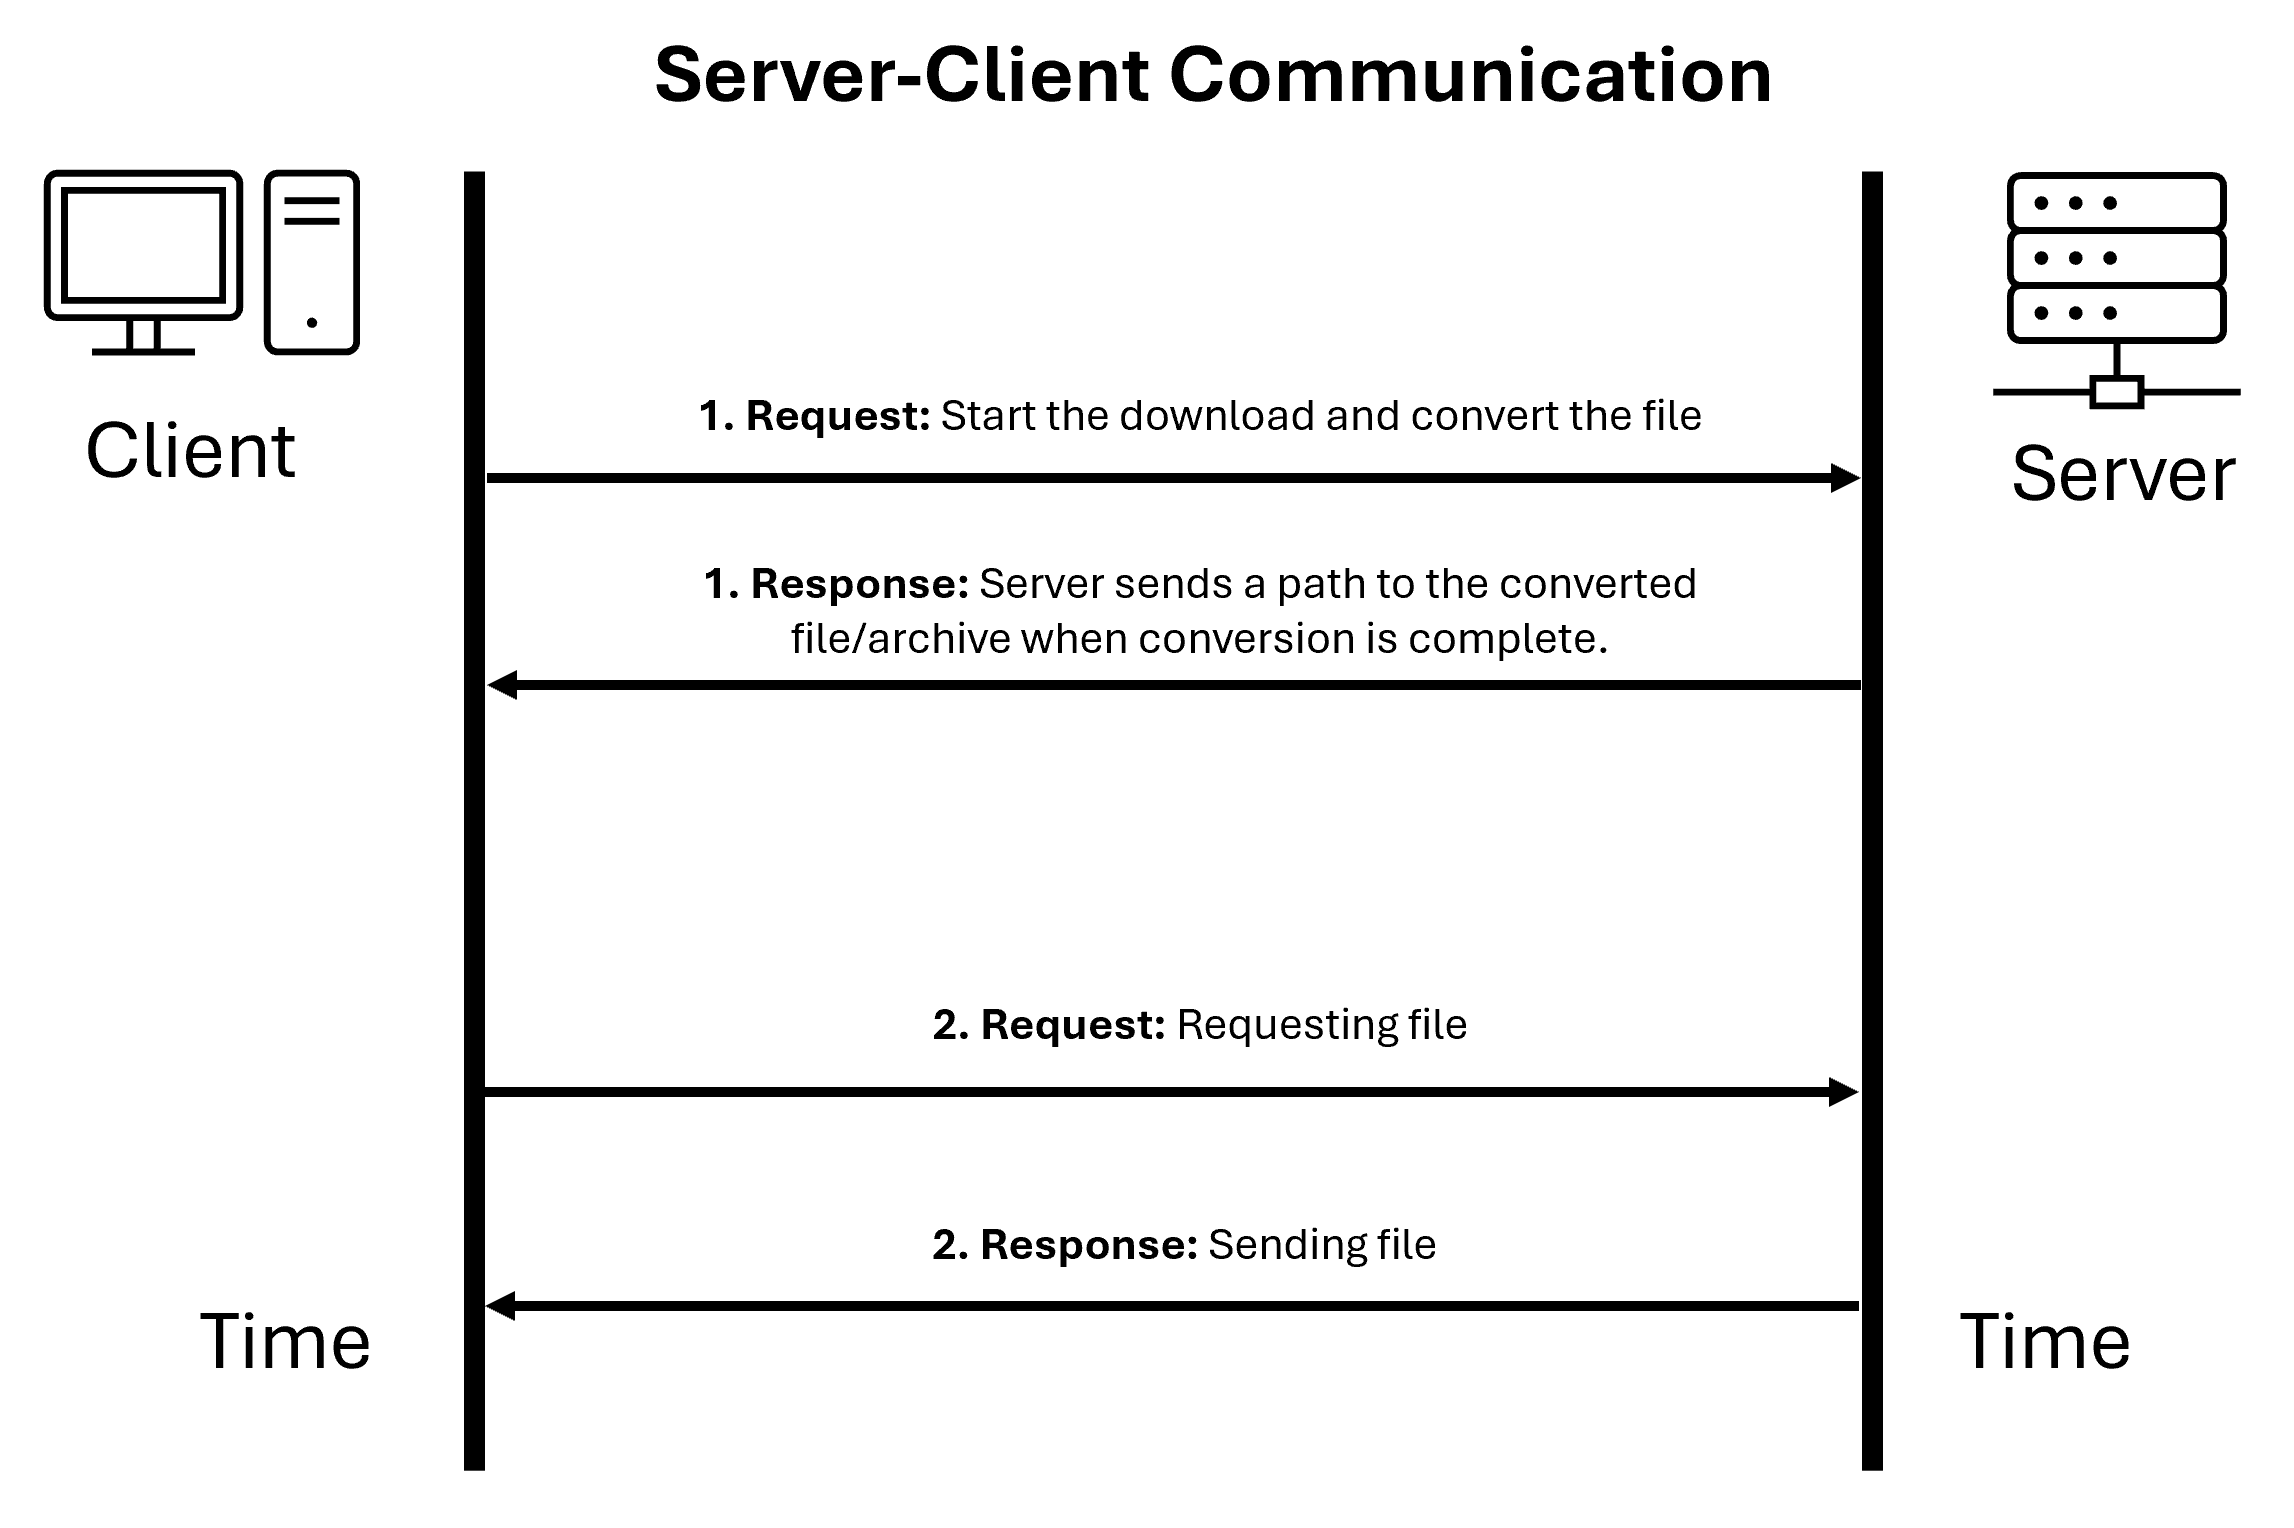 Server-Client Communication
Client
Server
1. Request: Start the download and convert the file
1. Response: Server sends a path to the converted
file/archive when conversion is complete.
2. Request: Requesting file
2. Response: Sending file
Time
Time